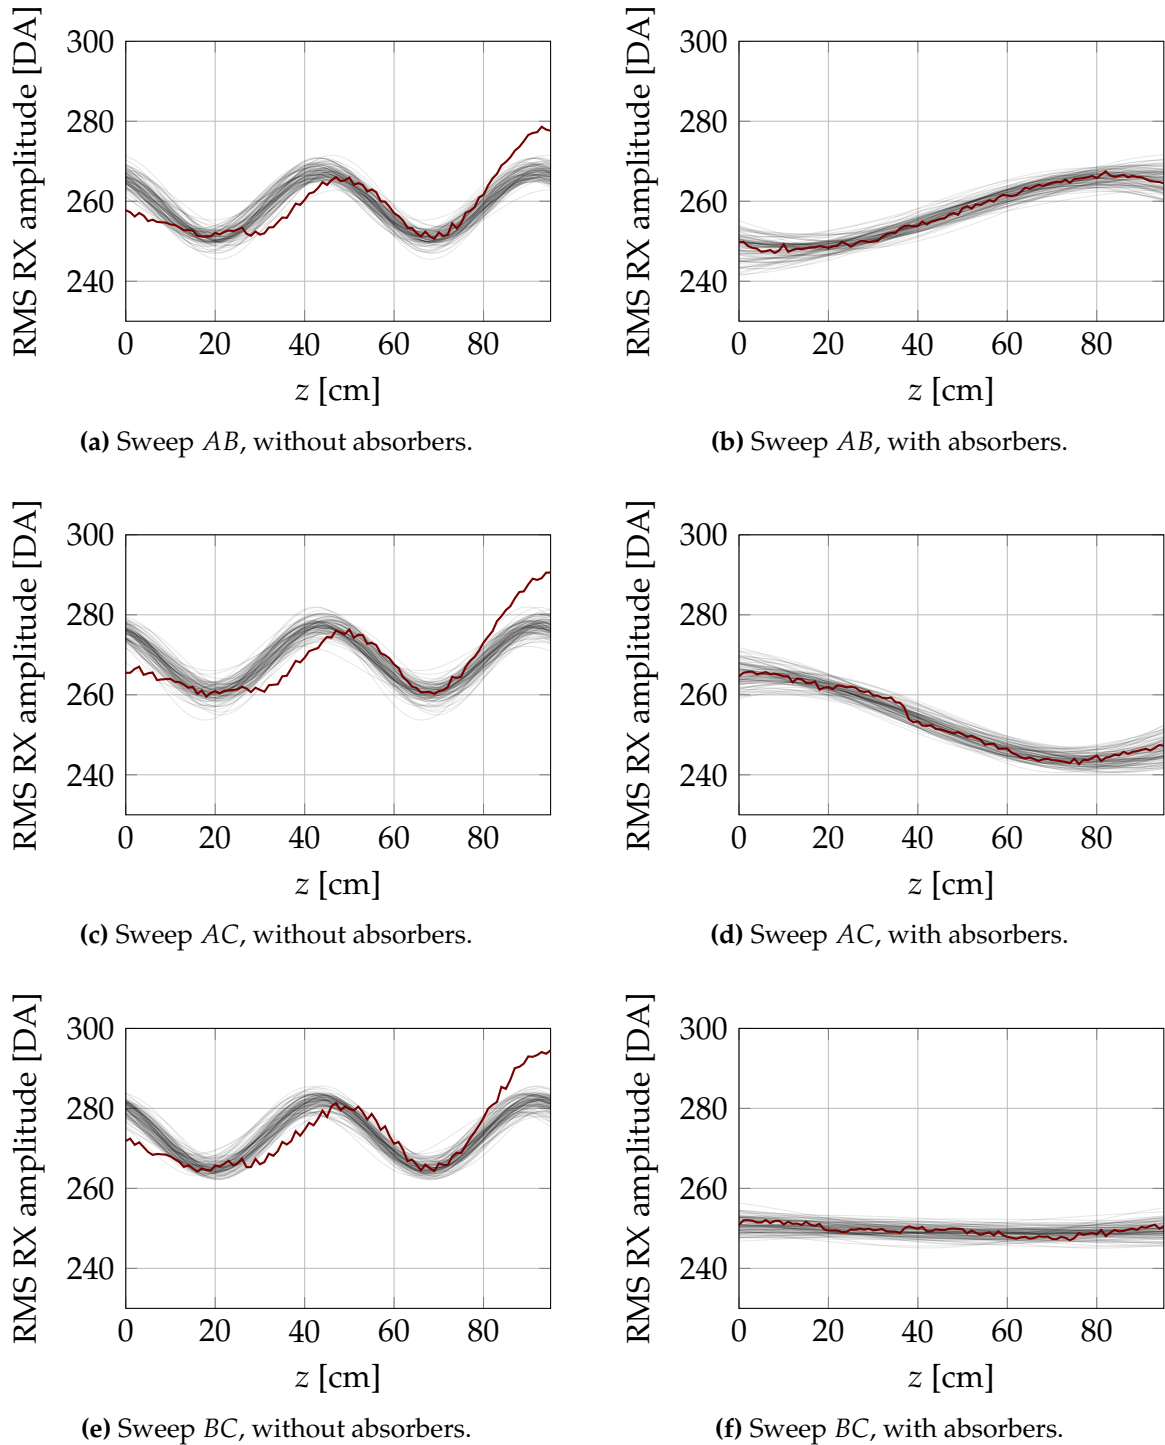 RMS RX amplitude [DA]
300
280
260
240
0 20 40 60 80
z [cm]
(a) Sweep AB, without absorbers.
RMS RX amplitude [DA]
300
280
260
240
0 20 40 60 80
z [cm]
(b) Sweep AB, with absorbers.
RMS RX amplitude [DA]
300
280
260
240
0 20 40 60 80
z [cm]
(c) Sweep AC, without absorbers.
RMS RX amplitude [DA]
300
280
260
240
0 20 40 60 80
z [cm]
(d) Sweep AC, with absorbers.
RMS RX amplitude [DA]
300
280
260
240
0 20 40 60 80
z [cm]
(e) Sweep BC, without absorbers.
RMS RX amplitude [DA]
300
280
260
240
0 20 40 60 80
z [cm]
(f) Sweep BC, with absorbers.